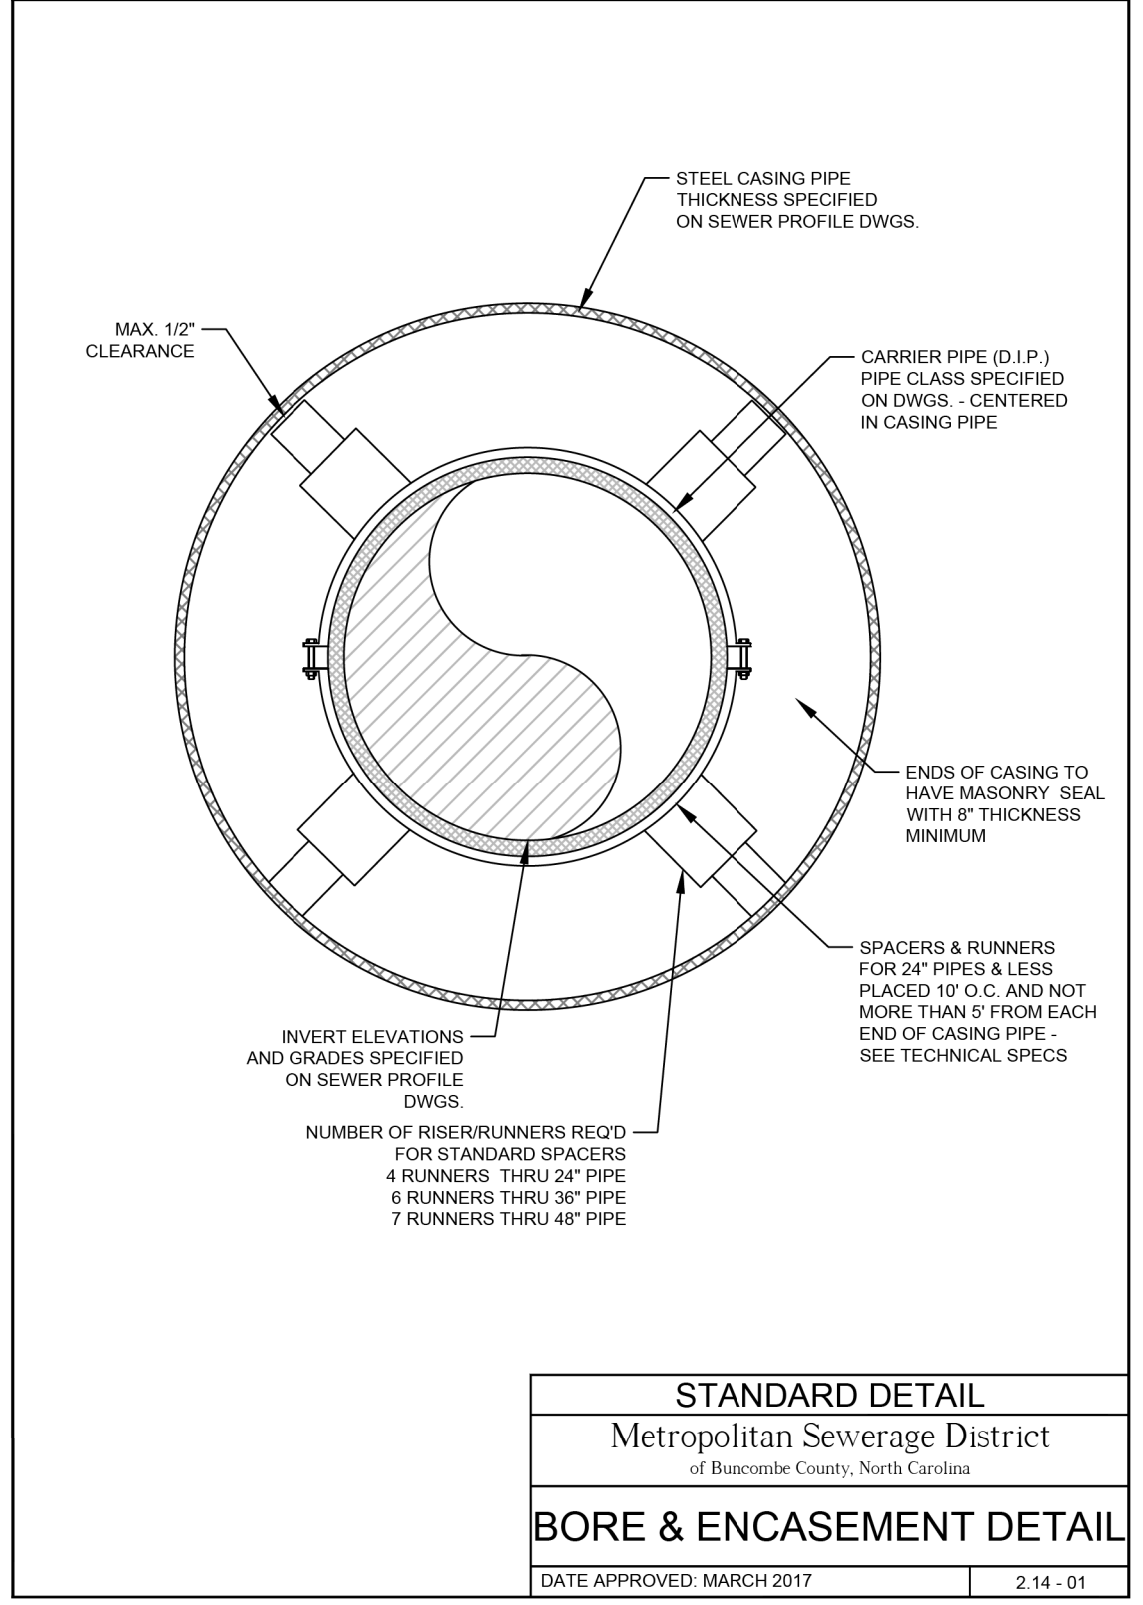 STEEL CASING PIPE
THICKNESS SPECIFIED
ON SEWER PROFILE DWGS.
MAX. 1/2"
CLEARANCE
CARRIER PIPE (D.I.P.)
PIPE CLASS SPECIFIED
ON DWGS. - CENTERED
IN CASING PIPE
ENDS OF CASING TO
HAVE MASONRY SEAL
WITH 8" THICKNESS
MINIMUM
SPACERS & RUNNERS
FOR 24" PIPES & LESS
PLACED 10' O.C. AND NOT
MORE THAN 5' FROM EACH
END OF CASING PIPE -
SEE TECHNICAL SPECS
INVERT ELEVATIONS
AND GRADES SPECIFIED
ON SEWER PROFILE
DWGS.
NUMBER OF RISER/RUNNERS REQ'D
FOR STANDARD SPACERS
4 RUNNERS THRU 24" PIPE
6 RUNNERS THRU 36" PIPE
7 RUNNERS THRU 48" PIPE
STANDARD DETAIL
Metropolitan Sewerage District
of Buncombe County, North Carolina
BORE & ENCASEMENT DETAIL
DATE APPROVED: MARCH 2017
2.14 - 01